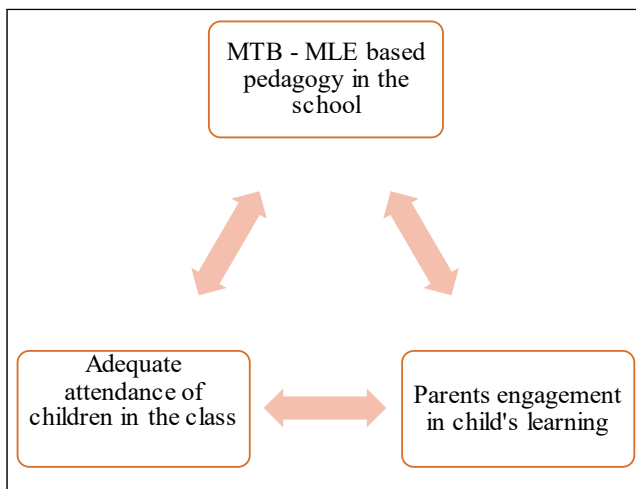 MTB - MLE based
pedagogy in the
school
Adequate
attendance of
children in the class
Parents engagement
in child's learning